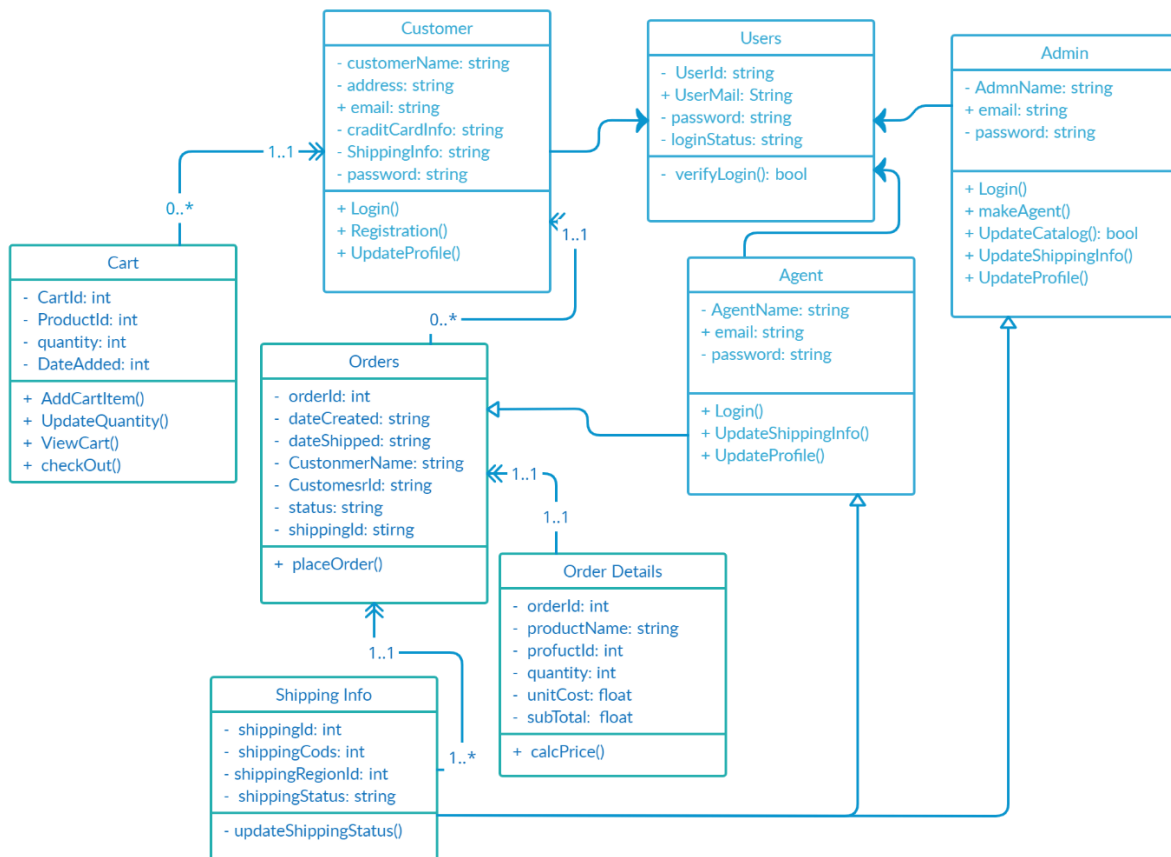 Customer
- customerName: string
- address: string
+ email: string
- craditCardInfo: string
- ShippingInfo: string
- password: string
+ Login()
+ Registration()
+ UpdateProfile()
Users
- UserId: string
+ UserMail: String
- password: string
- loginStatus: string
- verifyLogin(): bool
Admin
- AdmnName: string
+ email: string
- password: string
+ Login()
+ makeAgent()
+ UpdateCatalog(): bool
+ UpdateShippingInfo()
+ UpdateProfile()
1..1
0..*
Cart
- CartId: int
- ProductId: int
- quantity: int
- DateAdded: int
+ AddCartItem()
+ UpdateQuantity()
+ ViewCart()
+ checkOut()
1..1
0..*
Orders
- orderId: int
- dateCreated: string
- dateShipped: string
- CustonmerName: string
- CustomesrId: string
- status: string
- shippingId: stirng
+ placeOrder()
Agent
- AgentName: string
+ email: string
- password: string
+ Login()
+ UpdateShippingInfo()
+ UpdateProfile()
1..1
1..1
Order Details
- orderId: int
- productName: string
- profuctId: int
- quantity: int
- unitCost: float
- subTotal: float
+ calcPrice()
1..1
1..*
Shipping Info
- shippingId: int
- shippingCods: int
- shippingRegionId: int
- shippingStatus: string
- updateShippingStatus()